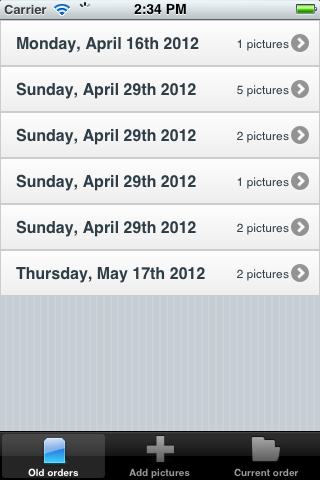 Carrier 2:34 PM
Monday, April 16th 2012 1 pictures
Sunday, April 29th 2012 5 pictures
Sunday, April 29th 2012 2 pictures
Sunday, April 29th 2012 1 pictures
Sunday, April 29th 2012 2 pictures
Thursday, May 17th 2012 2 pictures
Old orders Add pictures Current order